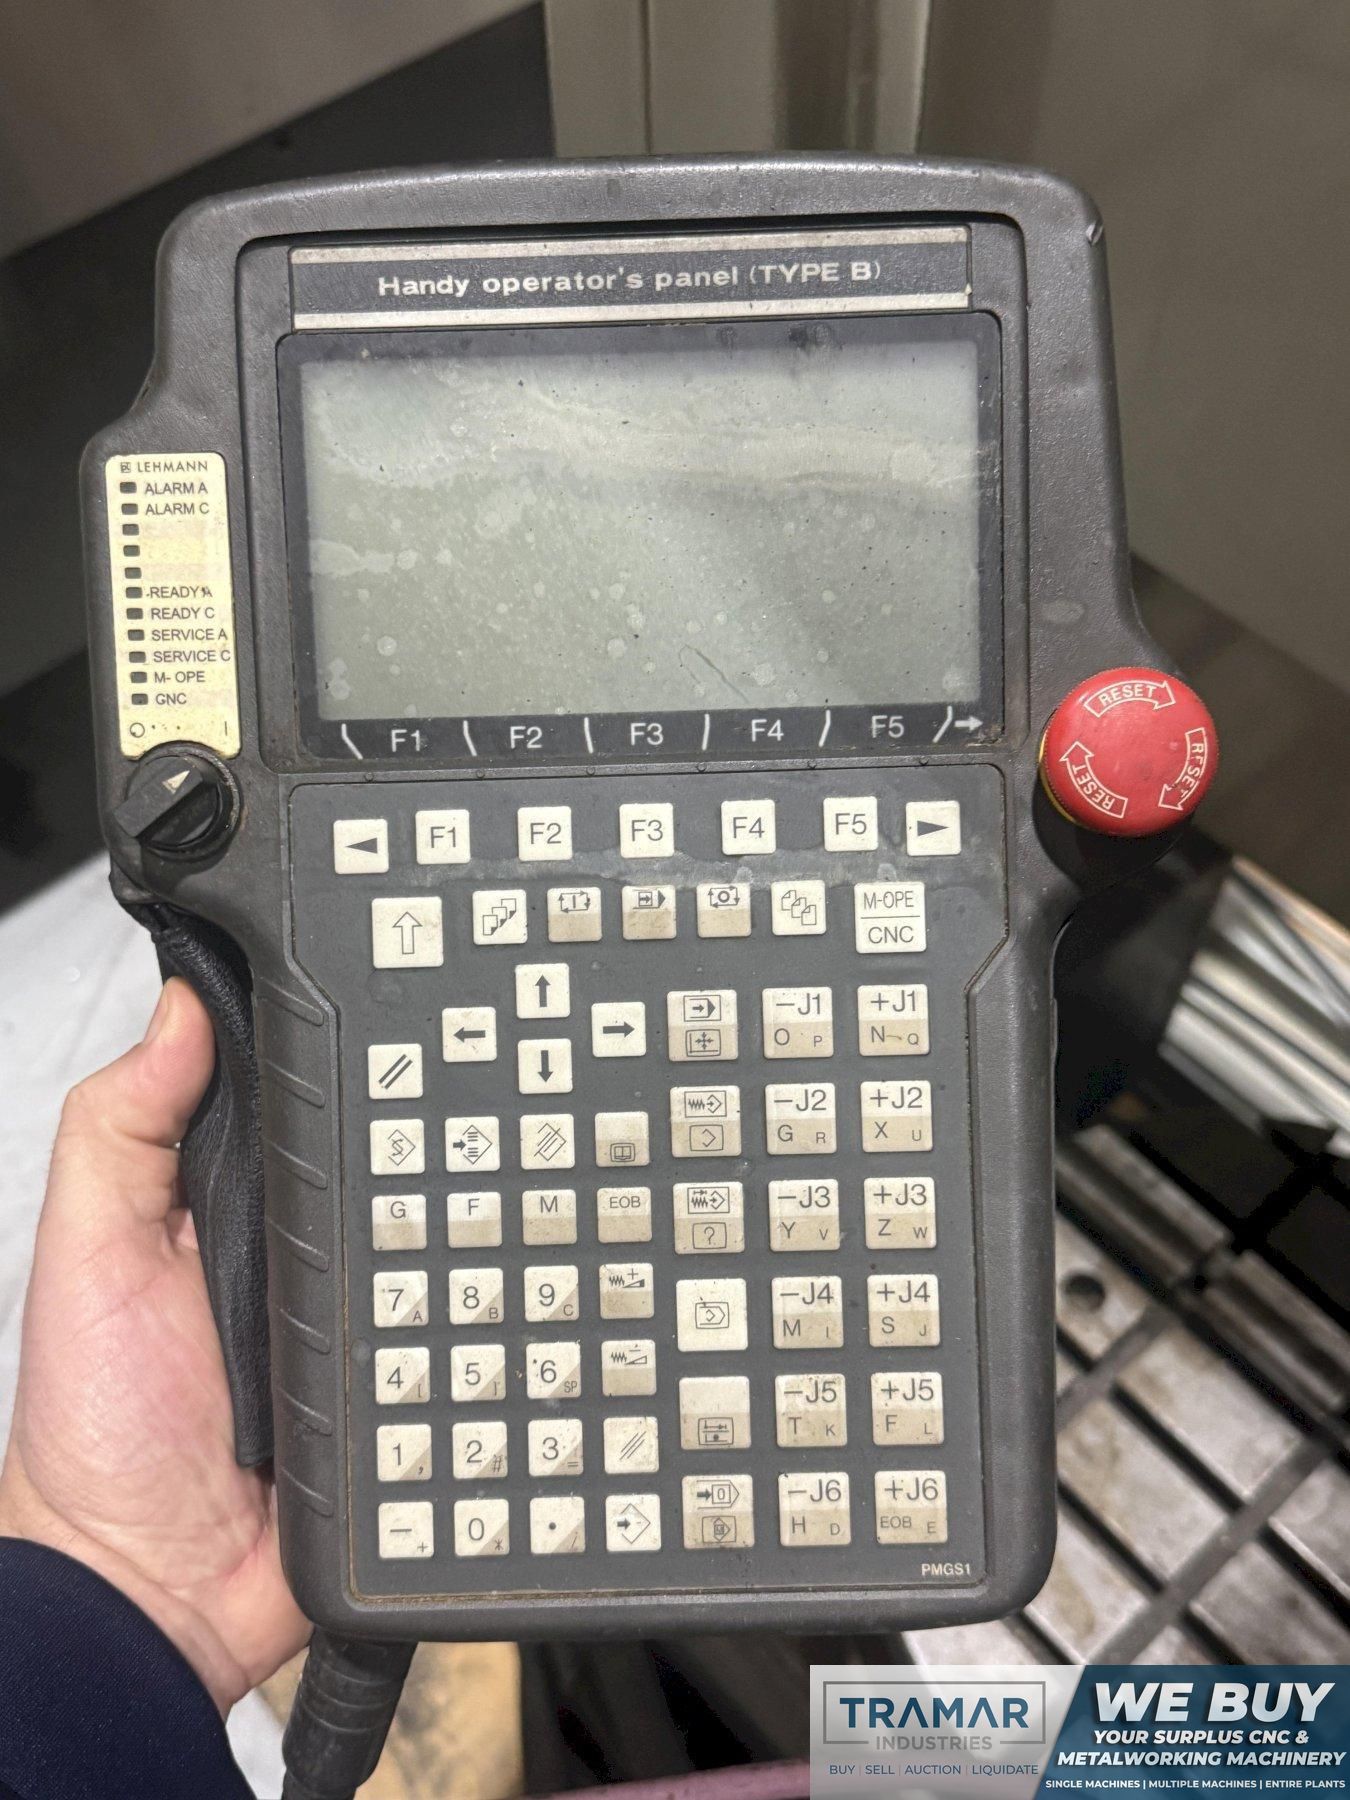 Handy operator's panel (TYPE B)
LEHMANN
ALARM A
ALARM C
READY A
READY C
SERVICE A
SERVICE C
M- OPE
GNC
O I
RESET RESET RESET
F1 F2 F3 F4 F5
F1 F2 F3 F4 F5
M-OPE
CNC
-J1 +J1
O P N Q
-J2 +J2
G R X U
-J3 +J3
G F M EOB ? Y V Z W
7 A 8 B 9 C
-J4 +J4
M I S J
4 [ 5 ] 6 SP
-J5 +J5
T K F L
1 , 2 # 3 =
-J6 +J6
- + 0 * . / H D EOB E
PMGS1
TRAMAR
INDUSTRIES
BUY | SELL | AUCTION | LIQUIDATE
WE BUY
YOUR SURPLUS CNC &
METALWORKING MACHINERY
SINGLE MACHINES | MULTIPLE MACHINES | ENTIRE PLANTS